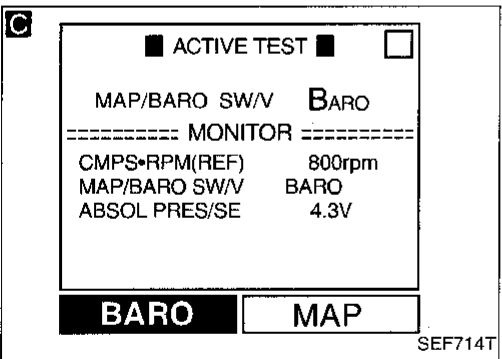 C
■ ACTIVE TEST ■ □
MAP/BARO SW/V BARO
========= MONITOR ==========
CMPS•RPM(REF) 800rpm
MAP/BARO SW/V BARO
ABSOL PRES/SE 4.3V
BARO MAP
SEF714T